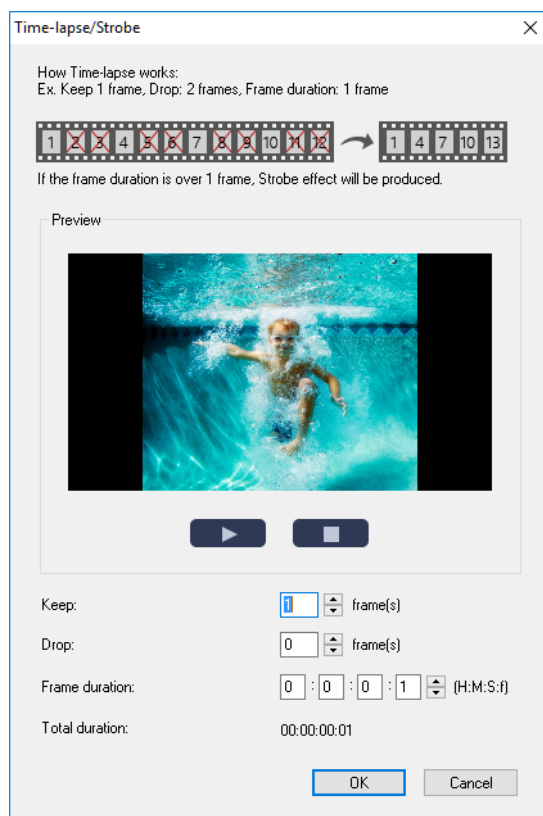 Time-lapse/Strobe
How Time-lapse works:
Ex. Keep 1 frame, Drop: 2 frames, Frame duration: 1 frame
1 2 3 4 5 6 7 8 9 10 11 12 1 4 7 10 13
If the frame duration is over 1 frame, Strobe effect will be produced.
Preview
Keep: 1 frame(s)
Drop: 0 frame(s)
Frame duration: 0 : 0 : 0 : 1 (H:M:S:f)
Total duration: 00:00:00:01
OK Cancel